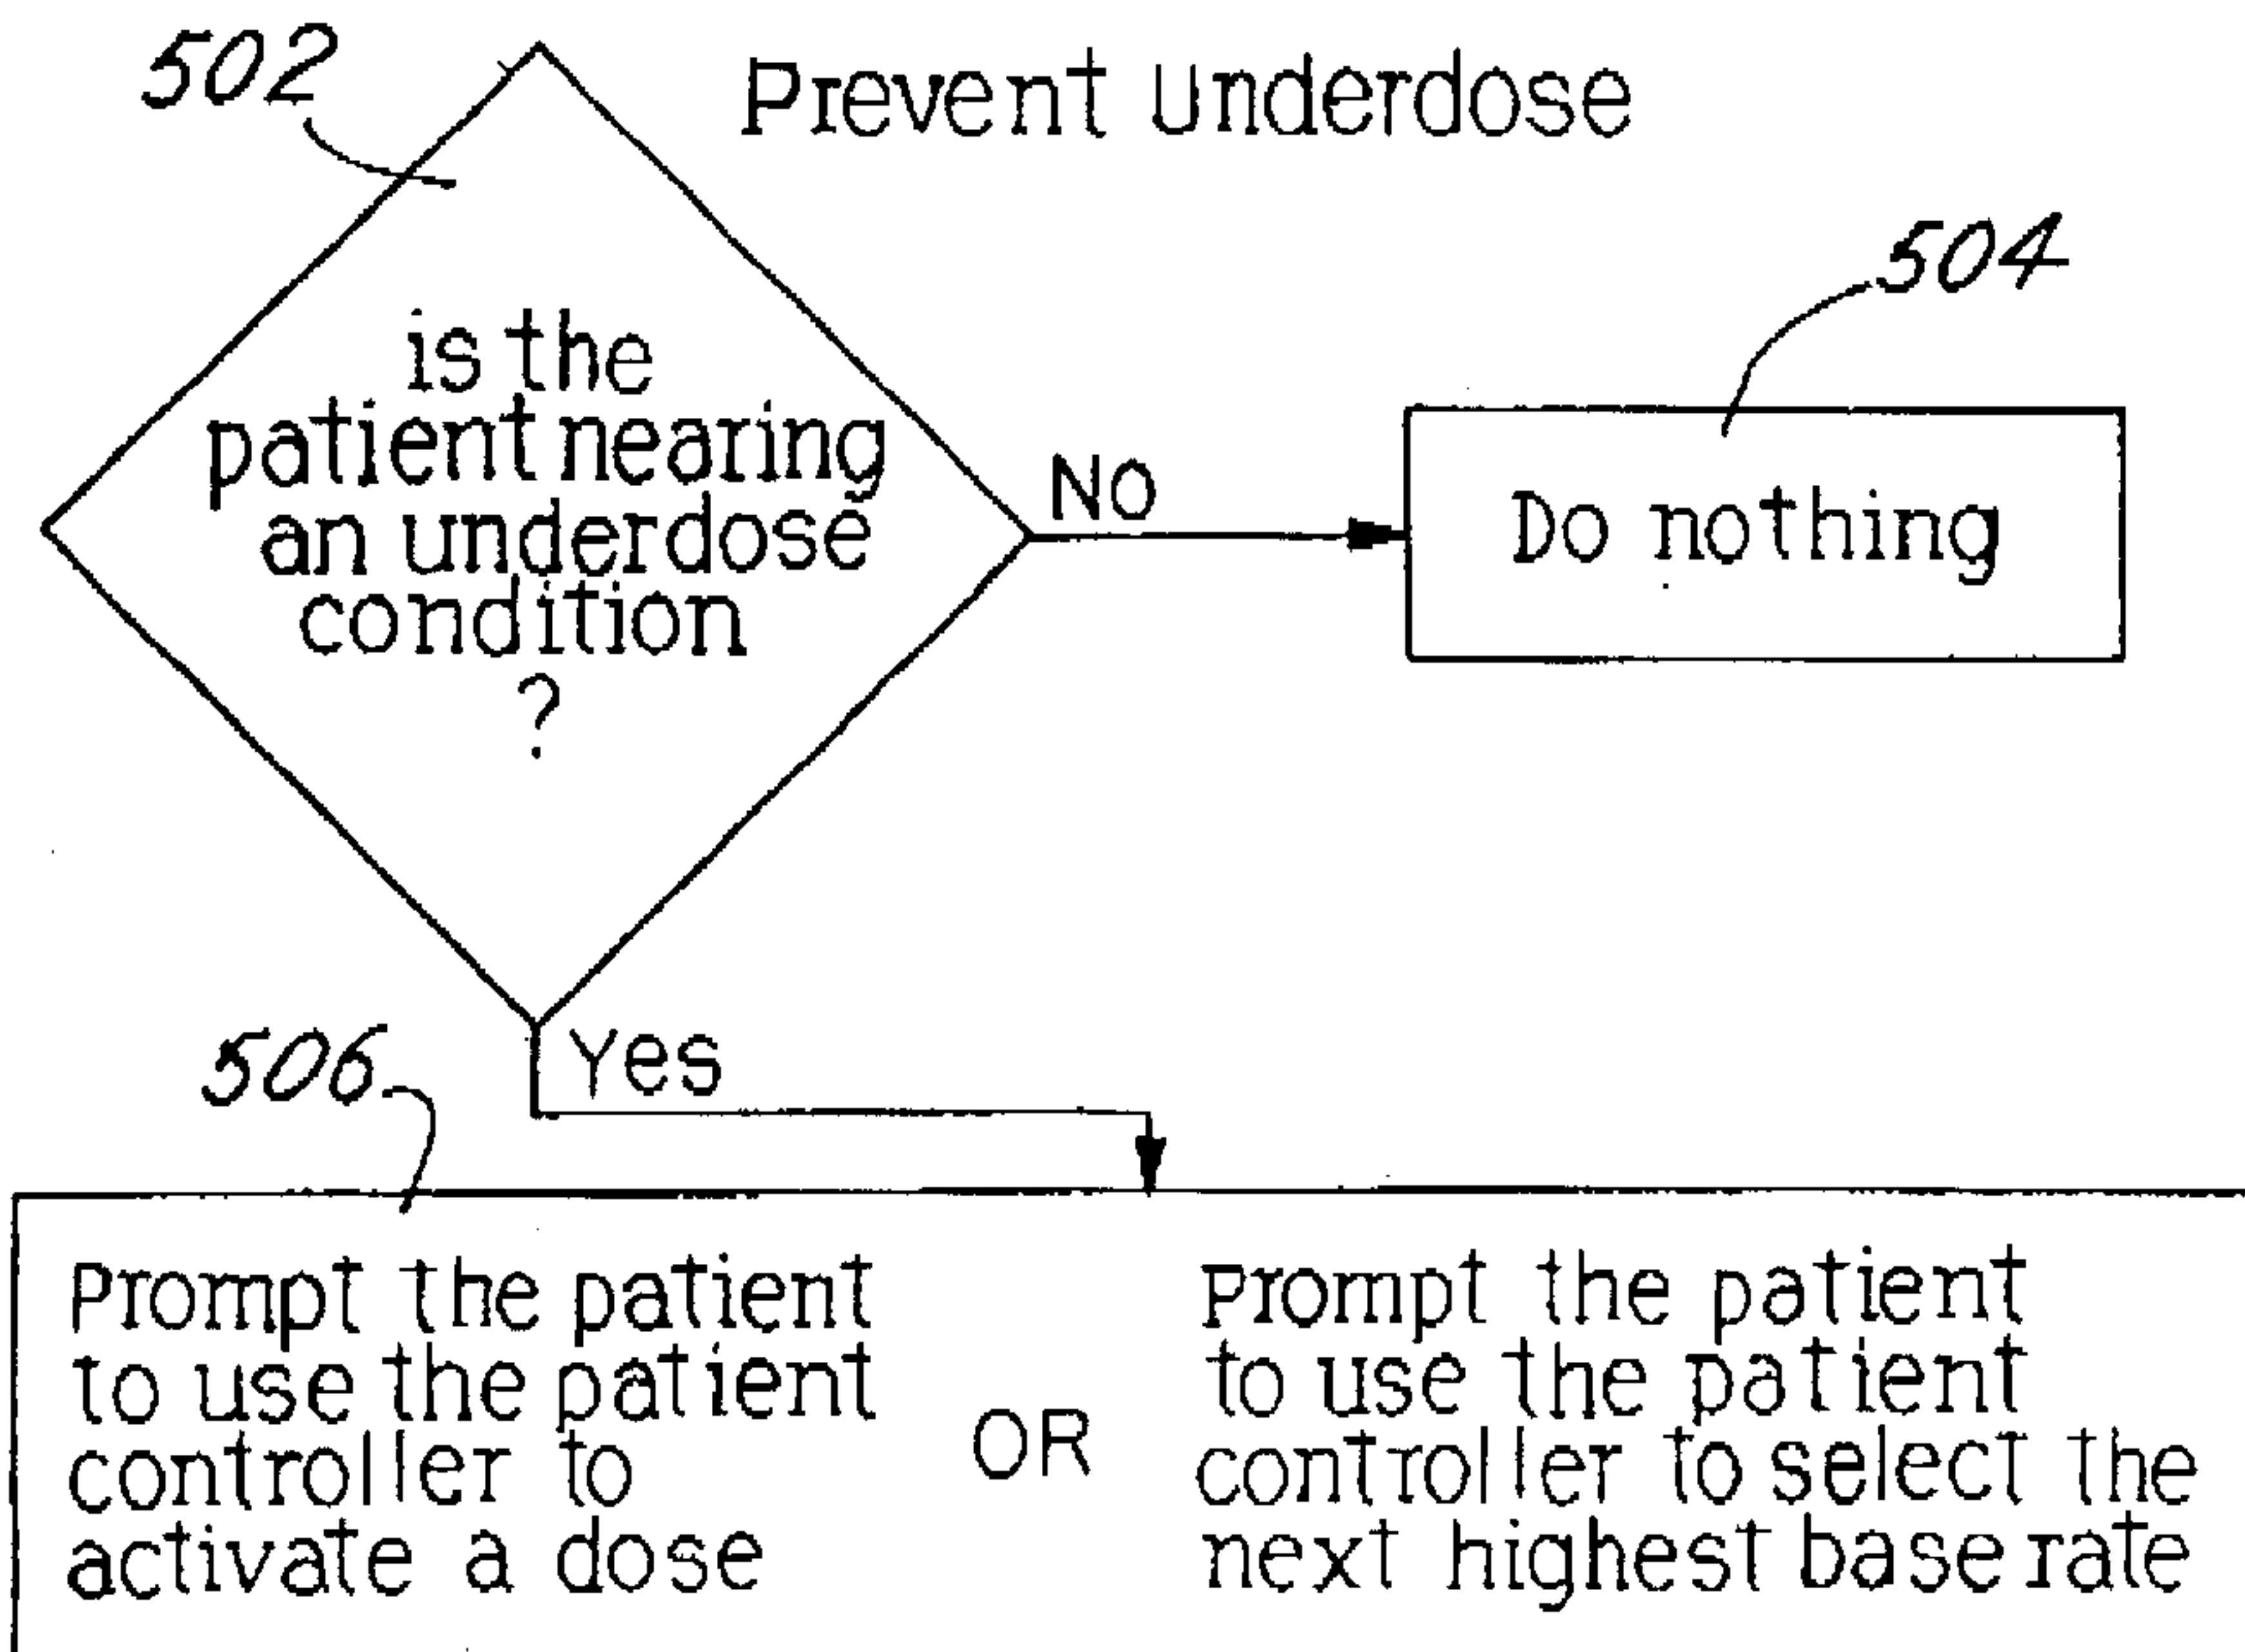 502
Prevent Underdose
504
is the
patient nearing
an underdose
condition
?
NO
Do nothing
Yes
506
Prompt the patient
to use the patient
controller to
activate a dose
OR
Prompt the patient
to use the patient
controller to select the
next highest base rate